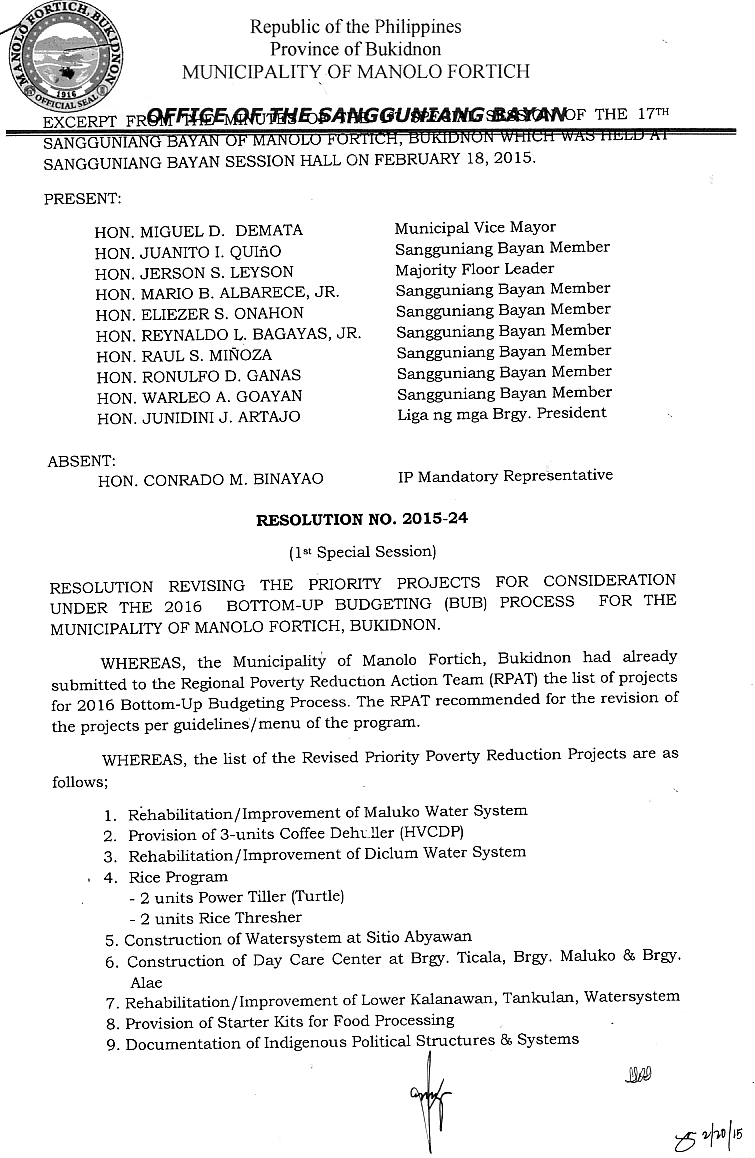 MANOLO FORTICH, BUKIDNON
1916
OFFICIAL SEAL
Republic of the Philippines
Province of Bukidnon
MUNICIPALITY OF MANOLO FORTICH
OFFICE OF THE SANGGUNIANG BAYAN
EXCERPT FROM THE MINUTES OF THE 1ST SPECIAL SESSION OF THE 17TH
SANGGUNIANG BAYAN OF MANOLO FORTICH, BUKIDNON WHICH WAS HELD AT
SANGGUNIANG BAYAN SESSION HALL ON FEBRUARY 18, 2015.
PRESENT:
HON. MIGUEL D. DEMATA Municipal Vice Mayor
HON. JUANITO I. QUIñO Sangguniang Bayan Member
HON. JERSON S. LEYSON Majority Floor Leader
HON. MARIO B. ALBARECE, JR. Sangguniang Bayan Member
HON. ELIEZER S. ONAHON Sangguniang Bayan Member
HON. REYNALDO L. BAGAYAS, JR. Sangguniang Bayan Member
HON. RAUL S. MIÑOZA Sangguniang Bayan Member
HON. RONULFO D. GANAS Sangguniang Bayan Member
HON. WARLEO A. GOAYAN Sangguniang Bayan Member
HON. JUNIDINI J. ARTAJO Liga ng mga Brgy. President
ABSENT:
HON. CONRADO M. BINAYAO IP Mandatory Representative
RESOLUTION NO. 2015-24
(1st Special Session)
RESOLUTION REVISING THE PRIORITY PROJECTS FOR CONSIDERATION
UNDER THE 2016 BOTTOM-UP BUDGETING (BUB) PROCESS FOR THE
MUNICIPALITY OF MANOLO FORTICH, BUKIDNON.
WHEREAS, the Municipality of Manolo Fortich, Bukidnon had already
submitted to the Regional Poverty Reduction Action Team (RPAT) the list of projects
for 2016 Bottom-Up Budgeting Process. The RPAT recommended for the revision of
the projects per guidelines/menu of the program.
WHEREAS, the list of the Revised Priority Poverty Reduction Projects are as
follows;
1. Rehabilitation/Improvement of Maluko Water System
2. Provision of 3-units Coffee Dehuller (HVCDP)
3. Rehabilitation/Improvement of Diclum Water System
4. Rice Program
- 2 units Power Tiller (Turtle)
- 2 units Rice Thresher
5. Construction of Watersystem at Sitio Abyawan
6. Construction of Day Care Center at Brgy. Ticala, Brgy. Maluko & Brgy.
Alae
7. Rehabilitation/Improvement of Lower Kalanawan, Tankulan, Watersystem
8. Provision of Starter Kits for Food Processing
9. Documentation of Indigenous Political Structures & Systems
2/20/15